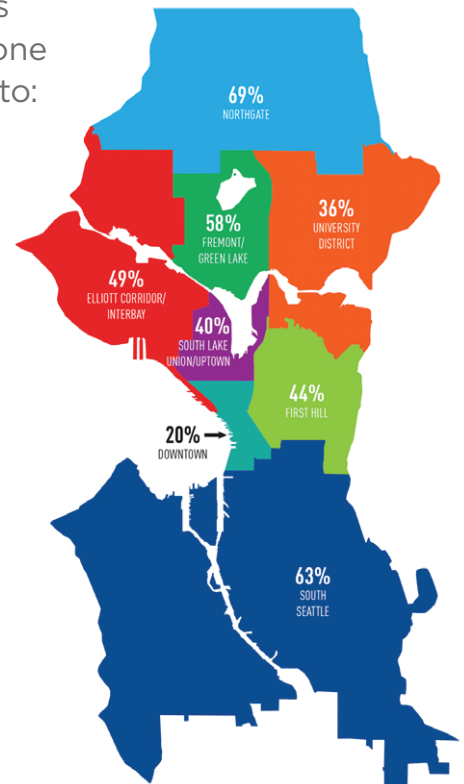 s
one
to:
69%
NORTHGATE
58%
FREMONT/
GREEN LAKE
36%
UNIVERSITY
DISTRICT
49%
ELLIOTT CORRIDOR/
INTERBAY
40%
SOUTH LAKE
UNION/UPTOWN
44%
FIRST HILL
20%
DOWNTOWN
63%
SOUTH
SEATTLE